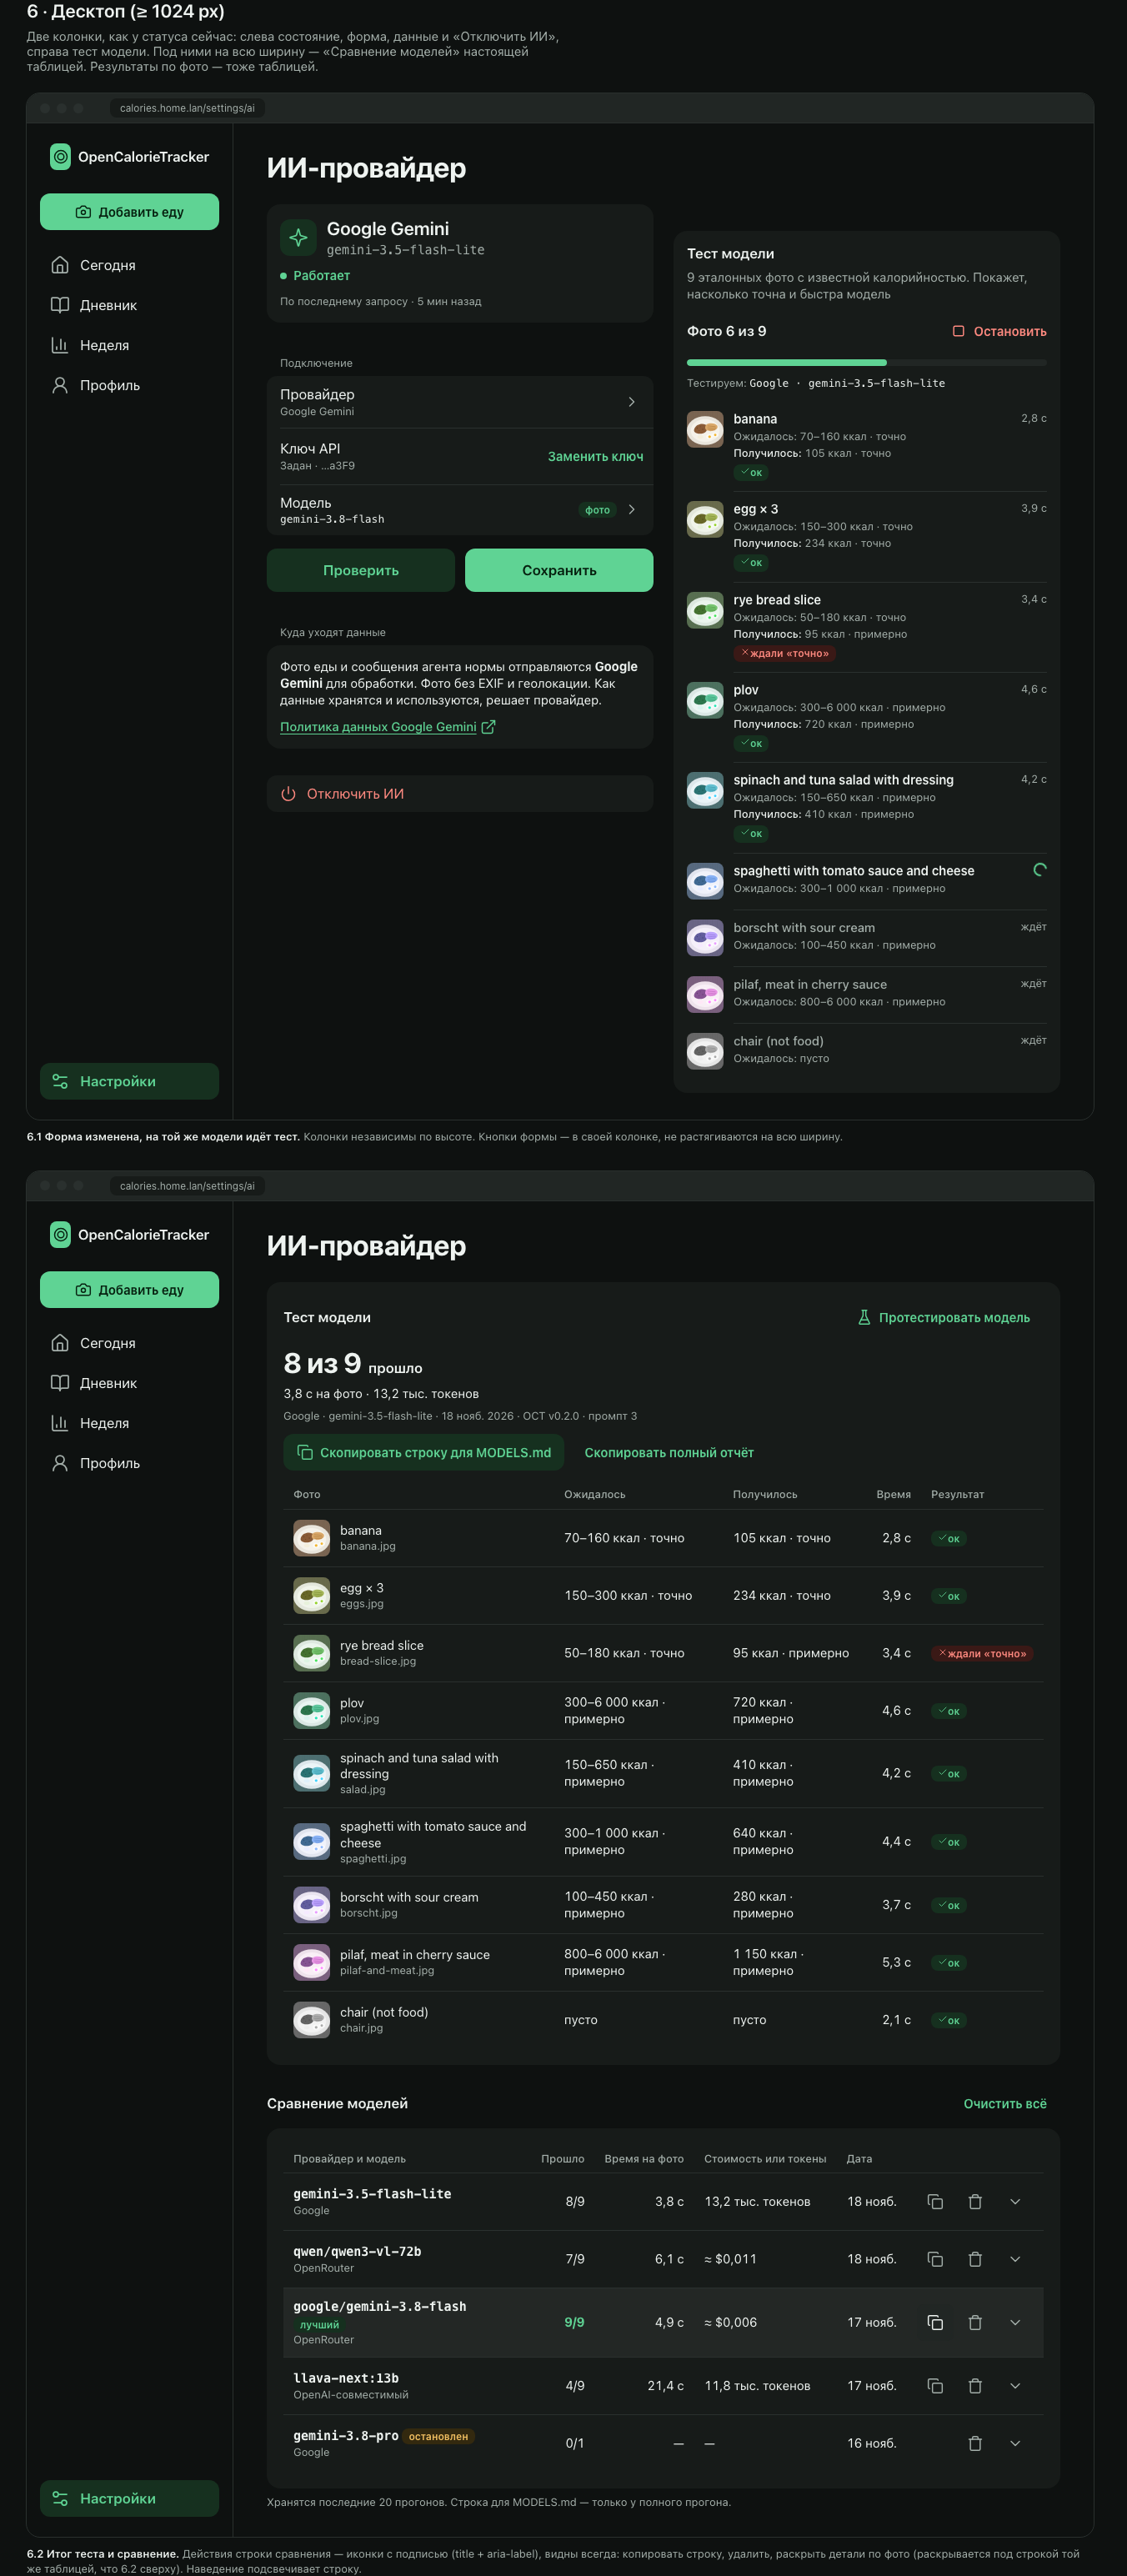 6 · Десктоп (≥ 1024 px)
Две колонки, как у статуса сейчас: слева состояние, форма, данные и «Отключить ИИ»,
справа тест модели. Под ними на всю ширину — «Сравнение моделей» настоящей
таблицей. Результаты по фото — тоже таблицей.
calories.home.lan/settings/ai
OpenCalorieTracker
Добавить еду
Сегодня
Дневник
Неделя
Профиль
Настройки
ИИ-провайдер
Google Gemini
gemini-3.5-flash-lite
Работает
По последнему запросу · 5 мин назад
Подключение
Провайдер
Google Gemini
Ключ API
Задан · …a3F9
Заменить ключ
Модель
gemini-3.8-flash
фото
Проверить
Сохранить
Куда уходят данные
Фото еды и сообщения агента нормы отправляются Google
Gemini для обработки. Фото без EXIF и геолокации. Как
данные хранятся и используются, решает провайдер.
Политика данных Google Gemini
Отключить ИИ
Тест модели
9 эталонных фото с известной калорийностью. Покажет,
насколько точна и быстра модель
Фото 6 из 9
Остановить
Тестируем: Google · gemini-3.5-flash-lite
banana
2,8 с
Ожидалось: 70–160 ккал · точно
Получилось: 105 ккал · точно
ок
egg × 3
3,9 с
Ожидалось: 150–300 ккал · точно
Получилось: 234 ккал · точно
ок
rye bread slice
3,4 с
Ожидалось: 50–180 ккал · точно
Получилось: 95 ккал · примерно
ждали «точно»
plov
4,6 с
Ожидалось: 300–6 000 ккал · примерно
Получилось: 720 ккал · примерно
ок
spinach and tuna salad with dressing
4,2 с
Ожидалось: 150–650 ккал · примерно
Получилось: 410 ккал · примерно
ок
spaghetti with tomato sauce and cheese
Ожидалось: 300–1 000 ккал · примерно
borscht with sour cream
ждёт
Ожидалось: 100–450 ккал · примерно
pilaf, meat in cherry sauce
ждёт
Ожидалось: 800–6 000 ккал · примерно
chair (not food)
ждёт
Ожидалось: пусто
6.1 Форма изменена, на той же модели идёт тест. Колонки независимы по высоте. Кнопки формы — в своей колонке, не растягиваются на всю ширину.
calories.home.lan/settings/ai
OpenCalorieTracker
Добавить еду
Сегодня
Дневник
Неделя
Профиль
Настройки
ИИ-провайдер
Тест модели
Протестировать модель
8 из 9 прошло
3,8 с на фото · 13,2 тыс. токенов
Google · gemini-3.5-flash-lite · 18 нояб. 2026 · OCT v0.2.0 · промпт 3
Скопировать строку для MODELS.md
Скопировать полный отчёт
Фото Ожидалось Получилось Время Результат
banana
banana.jpg
70–160 ккал · точно
105 ккал · точно
2,8 с
ок
egg × 3
eggs.jpg
150–300 ккал · точно
234 ккал · точно
3,9 с
ок
rye bread slice
bread-slice.jpg
50–180 ккал · точно
95 ккал · примерно
3,4 с
ждали «точно»
plov
plov.jpg
300–6 000 ккал ·
примерно
720 ккал ·
примерно
4,6 с
ок
spinach and tuna salad with
dressing
salad.jpg
150–650 ккал ·
примерно
410 ккал ·
примерно
4,2 с
ок
spaghetti with tomato sauce and
cheese
spaghetti.jpg
300–1 000 ккал ·
примерно
640 ккал ·
примерно
4,4 с
ок
borscht with sour cream
borscht.jpg
100–450 ккал ·
примерно
280 ккал ·
примерно
3,7 с
ок
pilaf, meat in cherry sauce
pilaf-and-meat.jpg
800–6 000 ккал ·
примерно
1 150 ккал ·
примерно
5,3 с
ок
chair (not food)
chair.jpg
пусто
пусто
2,1 с
ок
Сравнение моделей
Очистить всё
Провайдер и модель Прошло Время на фото Стоимость или токены Дата
gemini-3.5-flash-lite
Google
8/9
3,8 с
13,2 тыс. токенов
18 нояб.
qwen/qwen3-vl-72b
OpenRouter
7/9
6,1 с
≈ $0,011
18 нояб.
google/gemini-3.8-flash
лучший
OpenRouter
9/9
4,9 с
≈ $0,006
17 нояб.
llava-next:13b
OpenAI-совместимый
4/9
21,4 с
11,8 тыс. токенов
17 нояб.
gemini-3.8-pro остановлен
Google
0/1
—
—
16 нояб.
Хранятся последние 20 прогонов. Строка для MODELS.md — только у полного прогона.
6.2 Итог теста и сравнение. Действия строки сравнения — иконки с подписью (title + aria-label), видны всегда: копировать строку, удалить, раскрыть детали по фото (раскрывается под строкой той
же таблицей, что 6.2 сверху). Наведение подсвечивает строку.